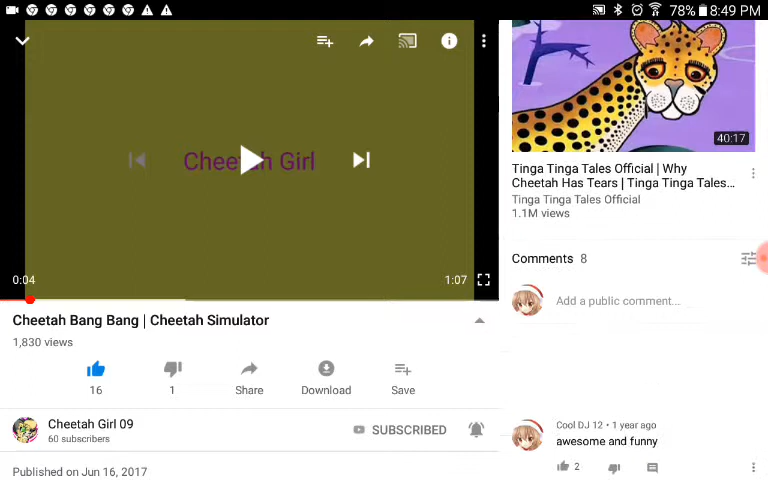 78% 8:49 PM
Cheetah Girl
0:04
1:07
Cheetah Bang Bang | Cheetah Simulator
1,830 views
16
1
Share
Download
Save
Cheetah Girl 09
60 subscribers
SUBSCRIBED
Published on Jun 16, 2017
40:17
Tinga Tinga Tales Official | Why
Cheetah Has Tears | Tinga Tinga Tales...
Tinga Tinga Tales Official
1.1M views
Comments 8
Add a public comment...
Cool DJ 12 • 1 year ago
awesome and funny
2